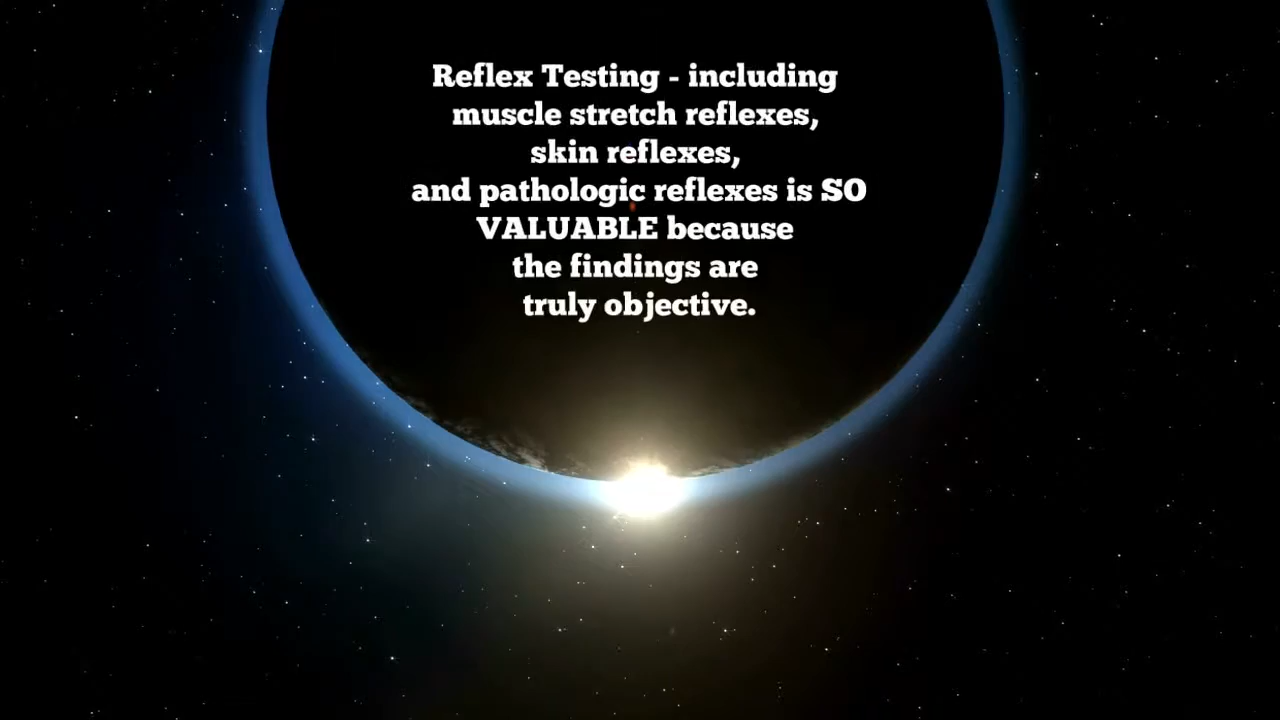 Reflex Testing - including
muscle stretch reflexes,
skin reflexes,
and pathologic reflexes is SO
VALUABLE because
the findings are
truly objective.